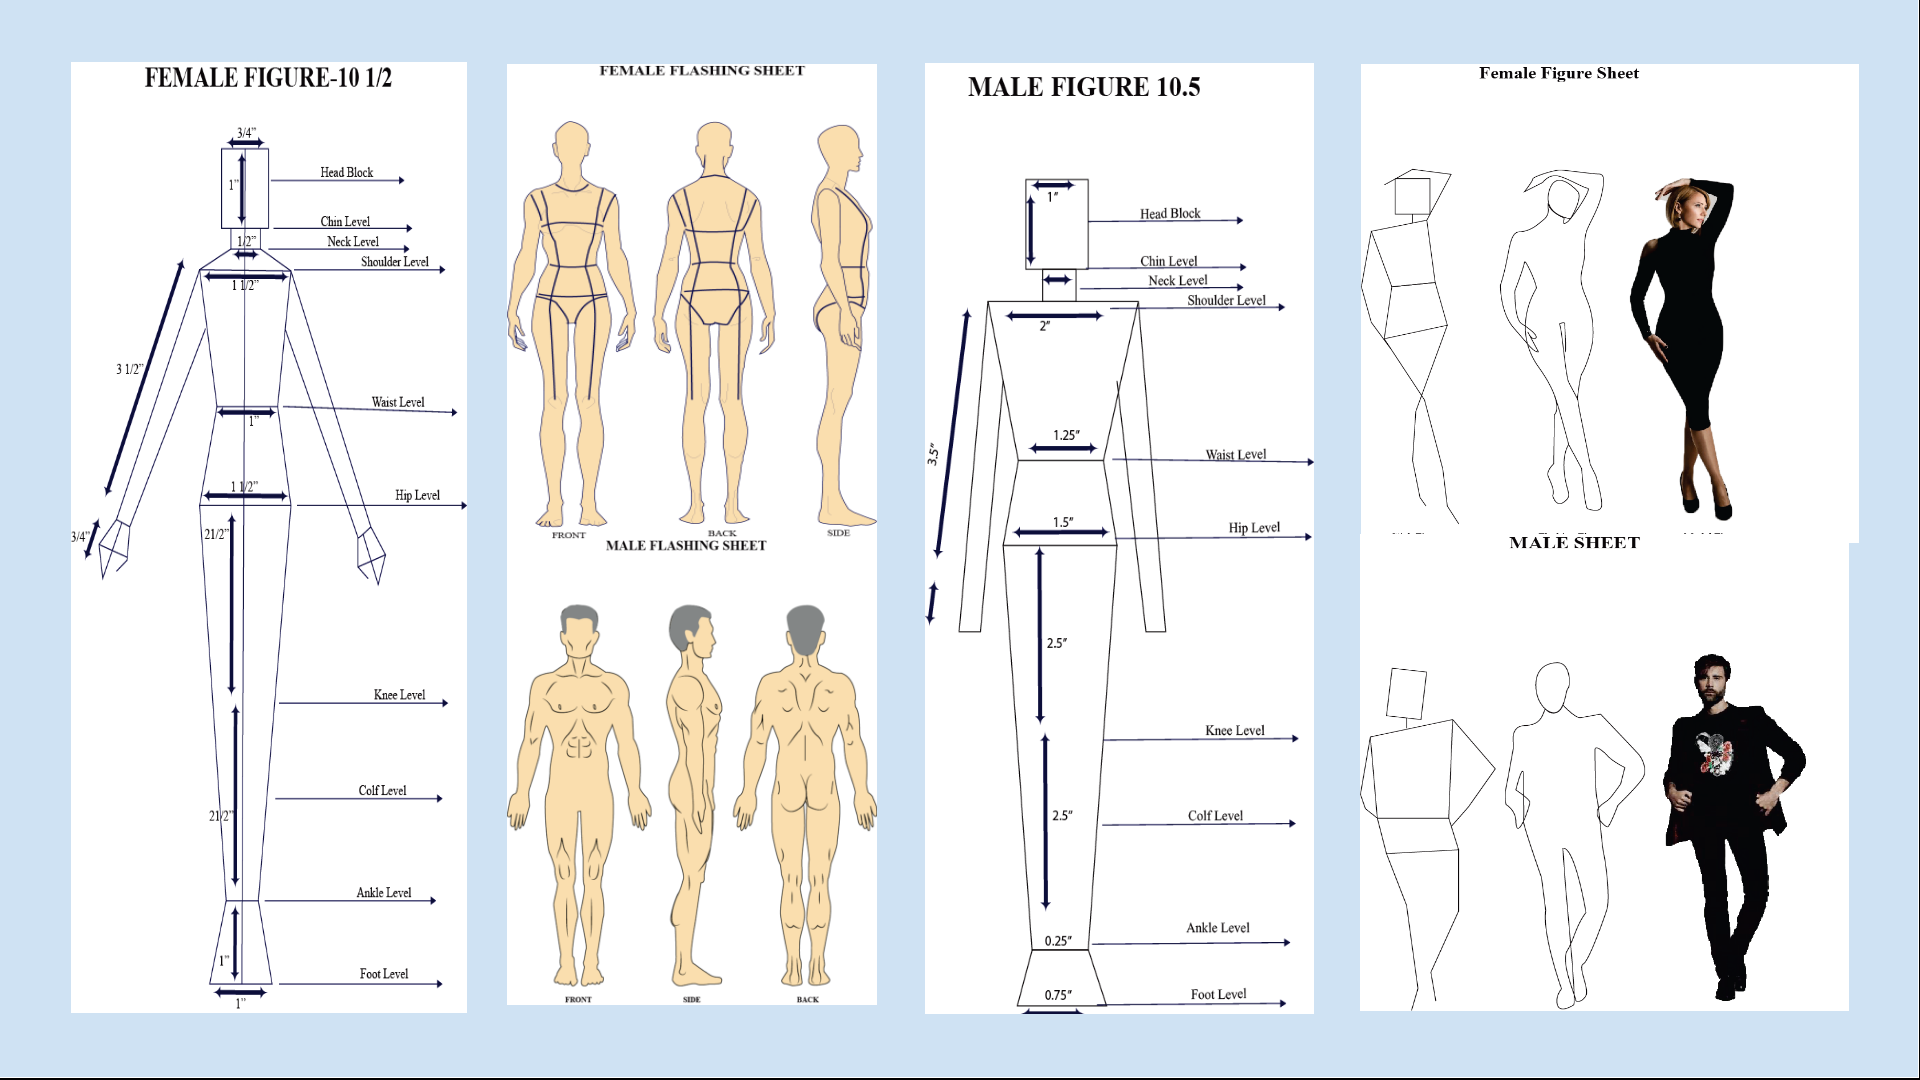 FEMALE FIGURE-10 1/2
3/4”
1”
Head Block
Chin Level
1/2”
Neck Level
Shoulder Level
1 1/2”
3 1/2”
Waist Level
1”
1 1/2”
Hip Level
3/4”
21/2”
Knee Level
Colf Level
21/2”
Ankle Level
1”
Foot Level
1”
FEMALE FLASHING SHEET
FRONT
BACK
SIDE
MALE FLASHING SHEET
FRONT
SIDE
BACK
MALE FIGURE 10.5
1”
Head Block
Chin Level
Neck Level
Shoulder Level
2”
3.5”
1.25”
Waist Level
1.5”
Hip Level
2.5”
Knee Level
2.5”
Colf Level
Ankle Level
0.25”
0.75”
Foot Level
Female Figure Sheet
MALE SHEET